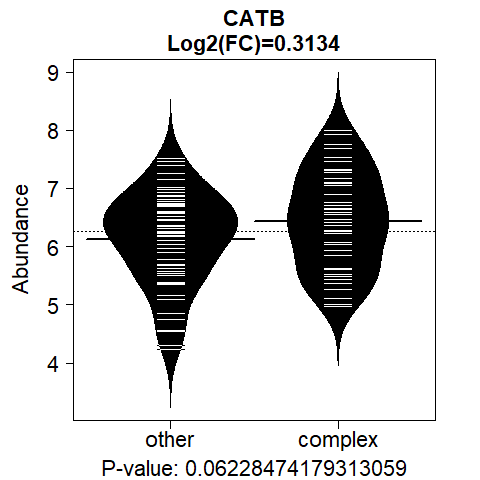 CATB
Log2(FC)=0.3134
9
8
7
6
5
4
Abundance
other complex
P-value: 0.06228474179313059